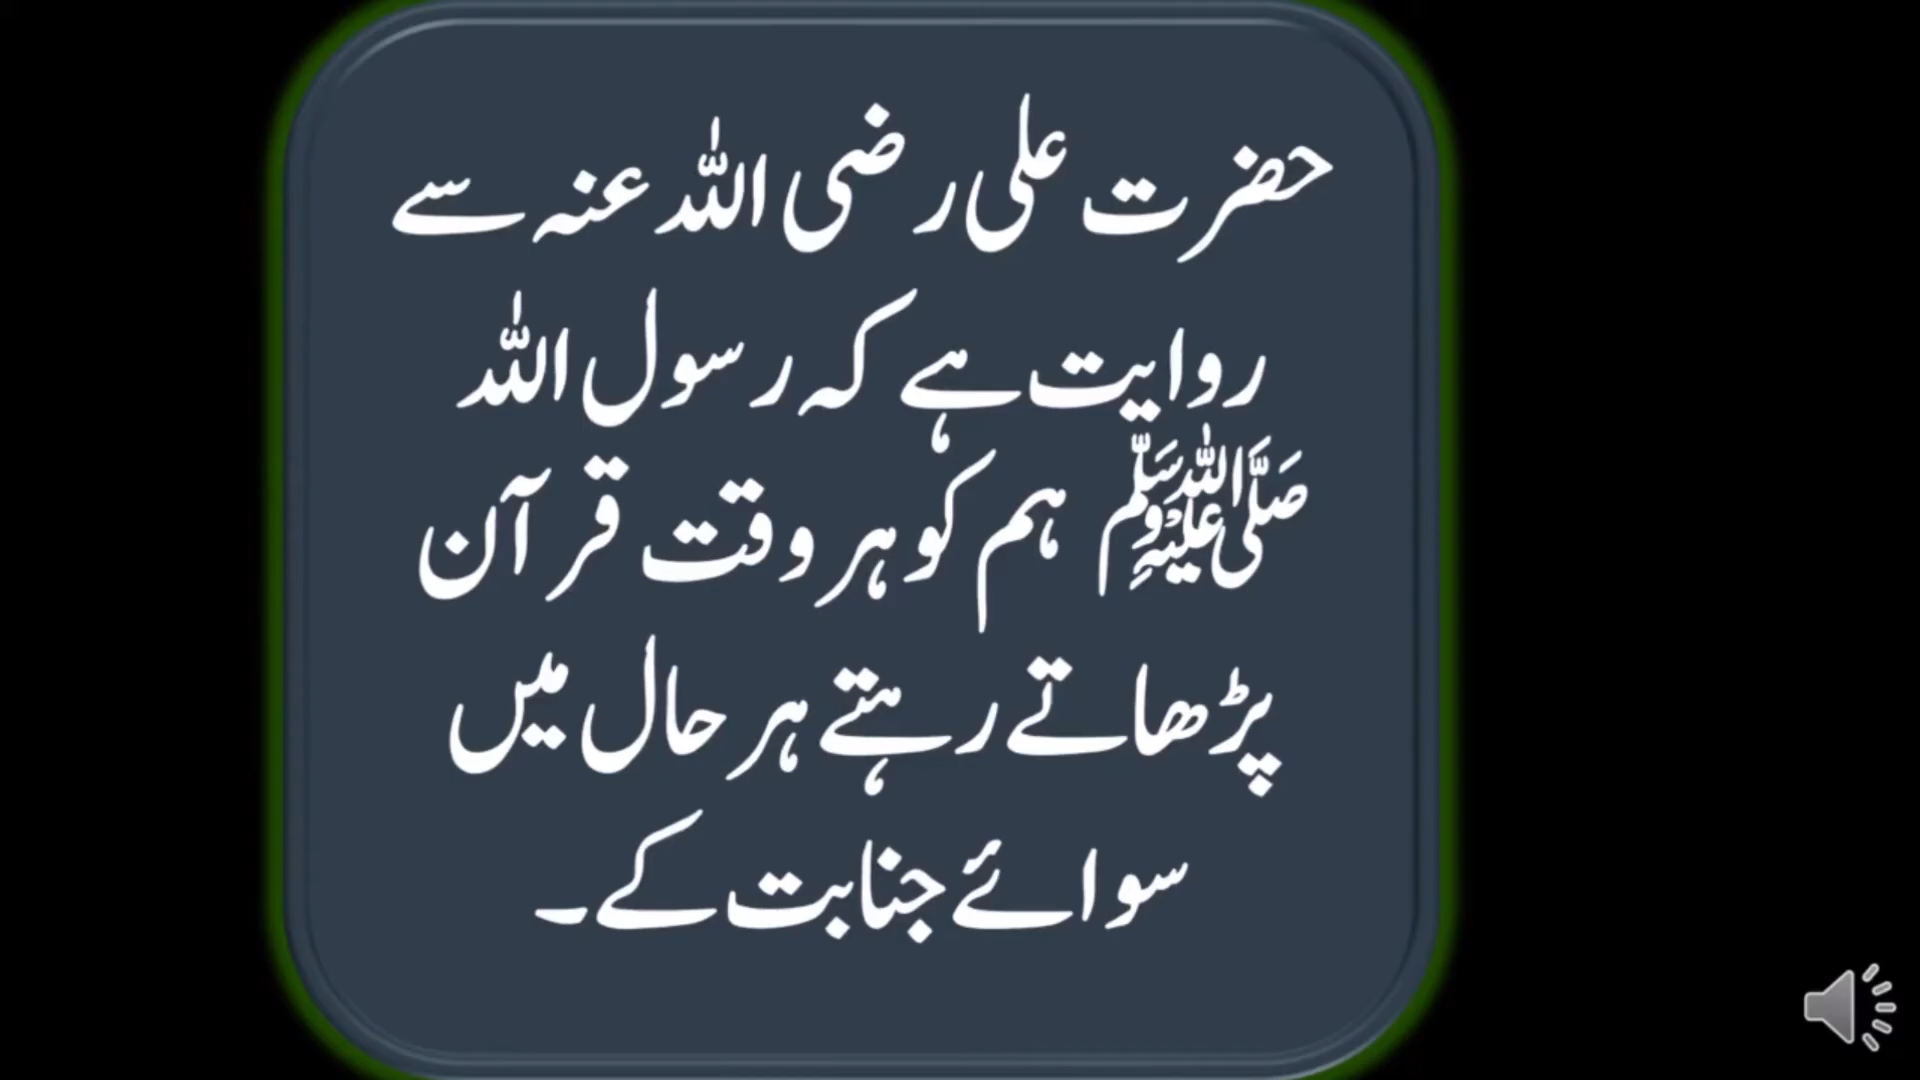 حضرت علی رضی اللہ عنہ سے
روایت ہے کہ رسول اللہ
ﷺ ہم کو ہر وقت قرآن
پڑھاتے رہتے ہر حال میں
سوائے جنابت کے۔